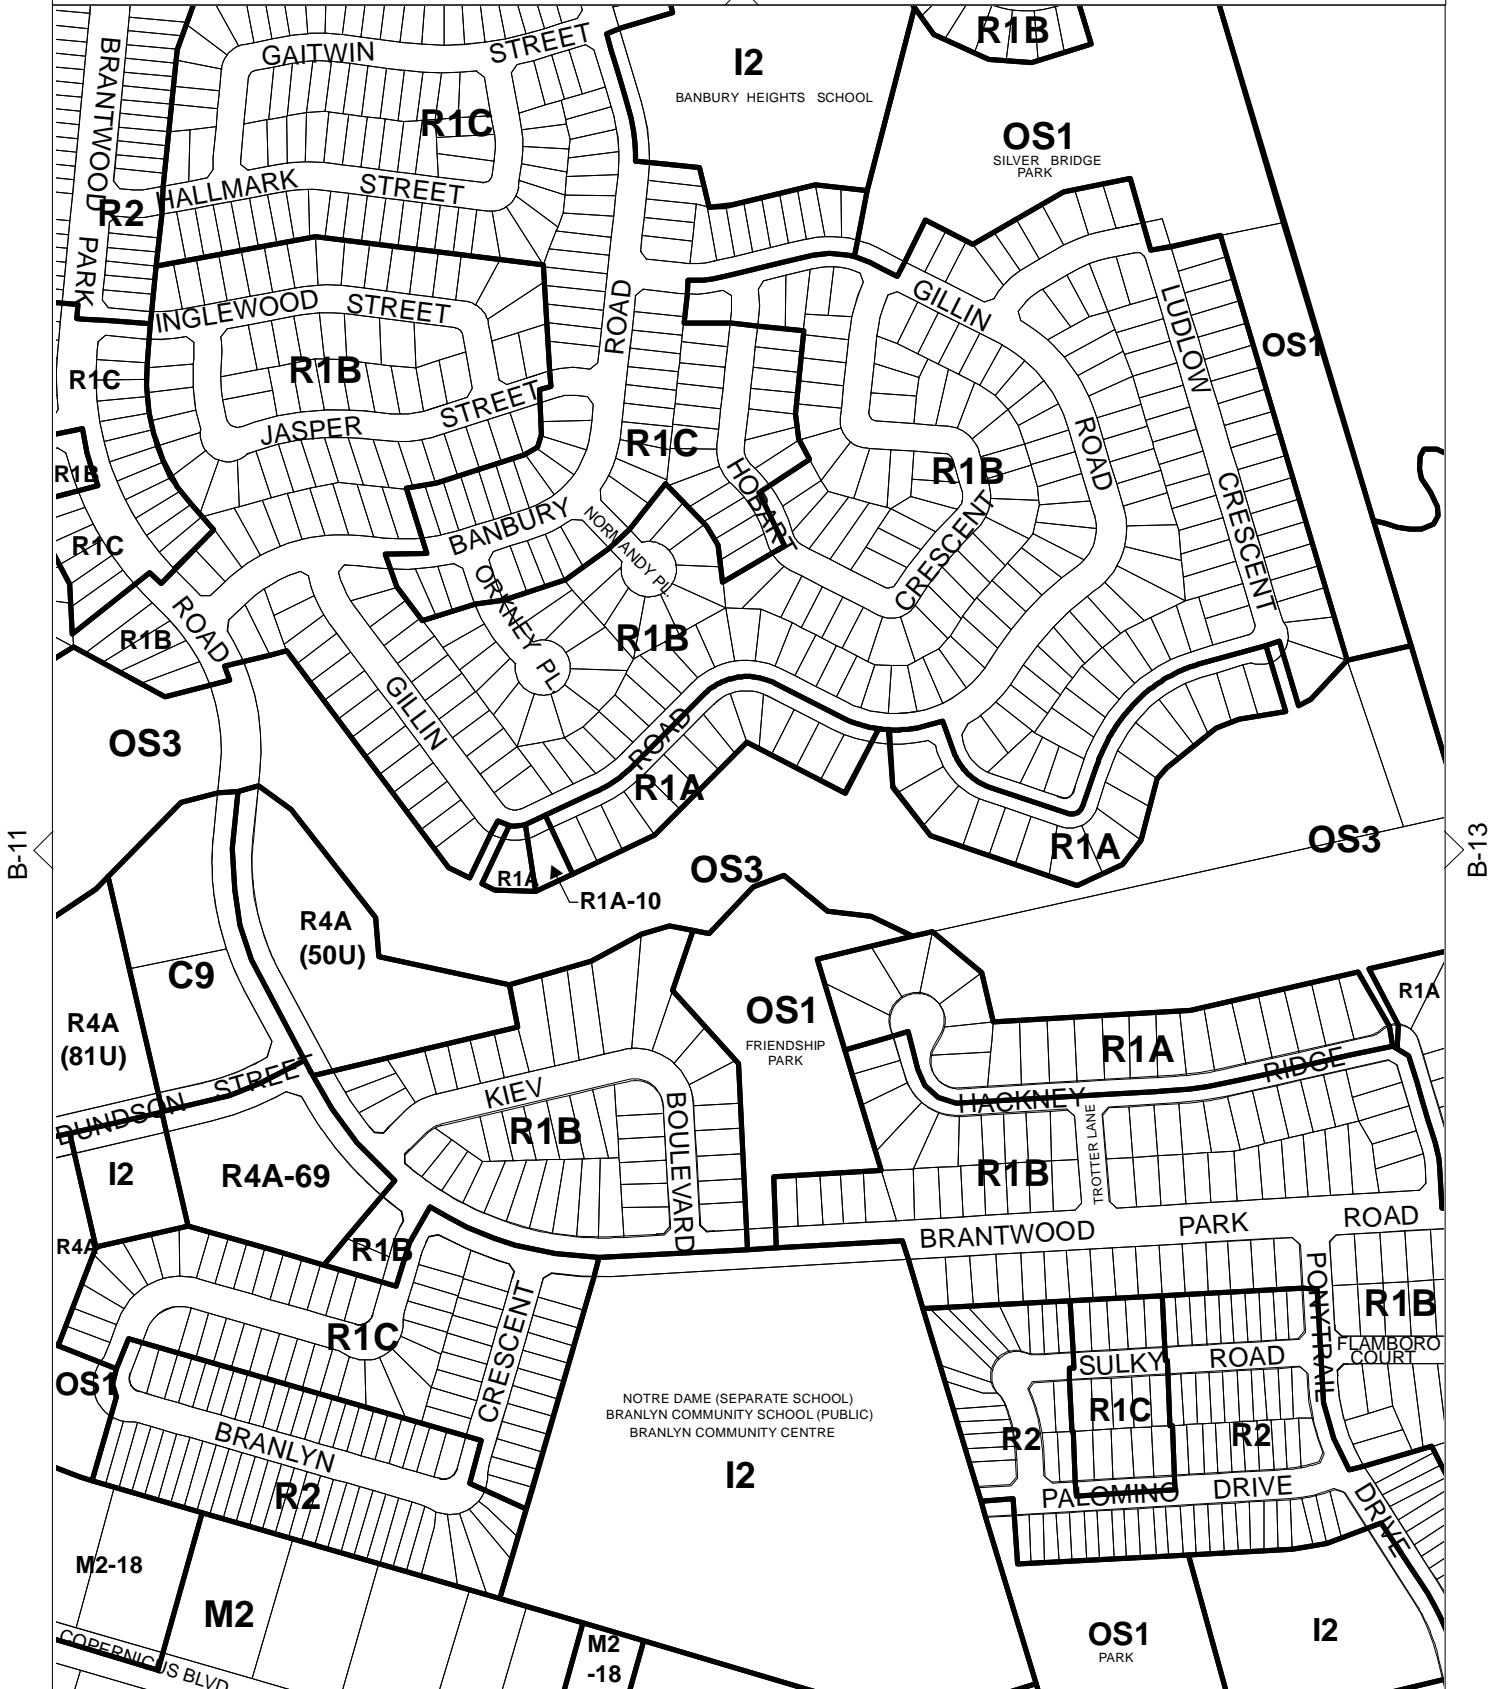 R1B
GAITWIN
STREET
BRANTWOOD
PARK
I2
BANBURY HEIGHTS SCHOOL
R1C
OS1
SILVER BRIDGE
PARK
HALLMARK
STREET
R2
INGLEWOOD
STREET
ROAD
GILLIN
LUDLOW
OS1
R1C
R1B
JASPER
STREET
R1C
R1B
ROAD
R1B
HOBART
CRESCENT
CRESCENT
R1C
BANBURY
NORMANDY PL.
ORKNEY PL.
ROAD
R1B
R1B
GILLIN
ROAD
OS3
R1A
R1A
OS3
B-11
B-13
OS3
R1A
R1A-10
R4A
(50U)
C9
OS1
FRIENDSHIP
PARK
R1A
R4A
(81U)
R1A
DUNDSON
STREET
KIEV
BOULEVARD
HACKNEY
RIDGE
R1B
TROTTER LANE
I2
R4A-69
R1B
R4A
R1B
BRANTWOOD
PARK
ROAD
CRESCENT
PONYTRAIL
R1B
R1C
SULKY
ROAD
FLAMBORO
COURT
OS1
NOTRE DAME (SEPARATE SCHOOL)
BRANLYN COMMUNITY SCHOOL (PUBLIC)
BRANLYN COMMUNITY CENTRE
R1C
R2
R2
BRANLYN
I2
R2
PALOMINO
DRIVE
DRIVE
M2-18
M2
COPERNICUS BLVD
M2
-18
OS1
PARK
I2